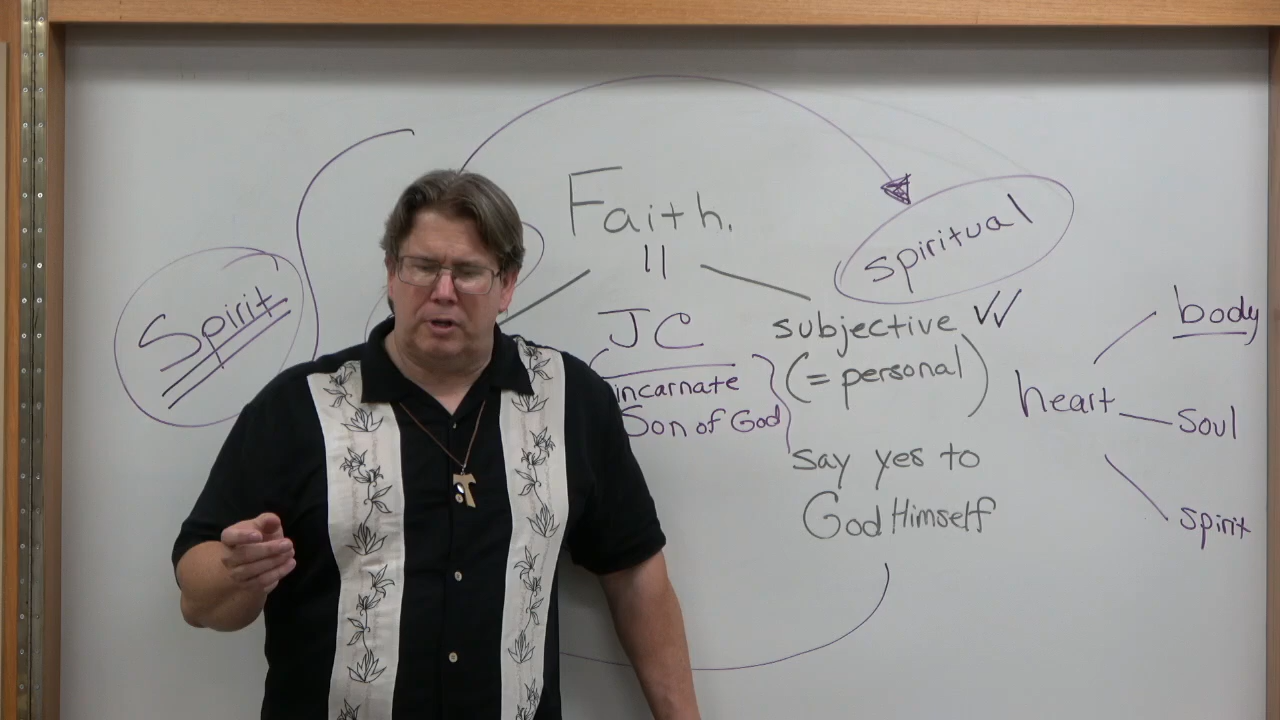 Faith.
spiritual
Spirit
JC
incarnate
Son of God
subjective
(= personal)
say yes to
God Himself
heart
body
soul
spirit